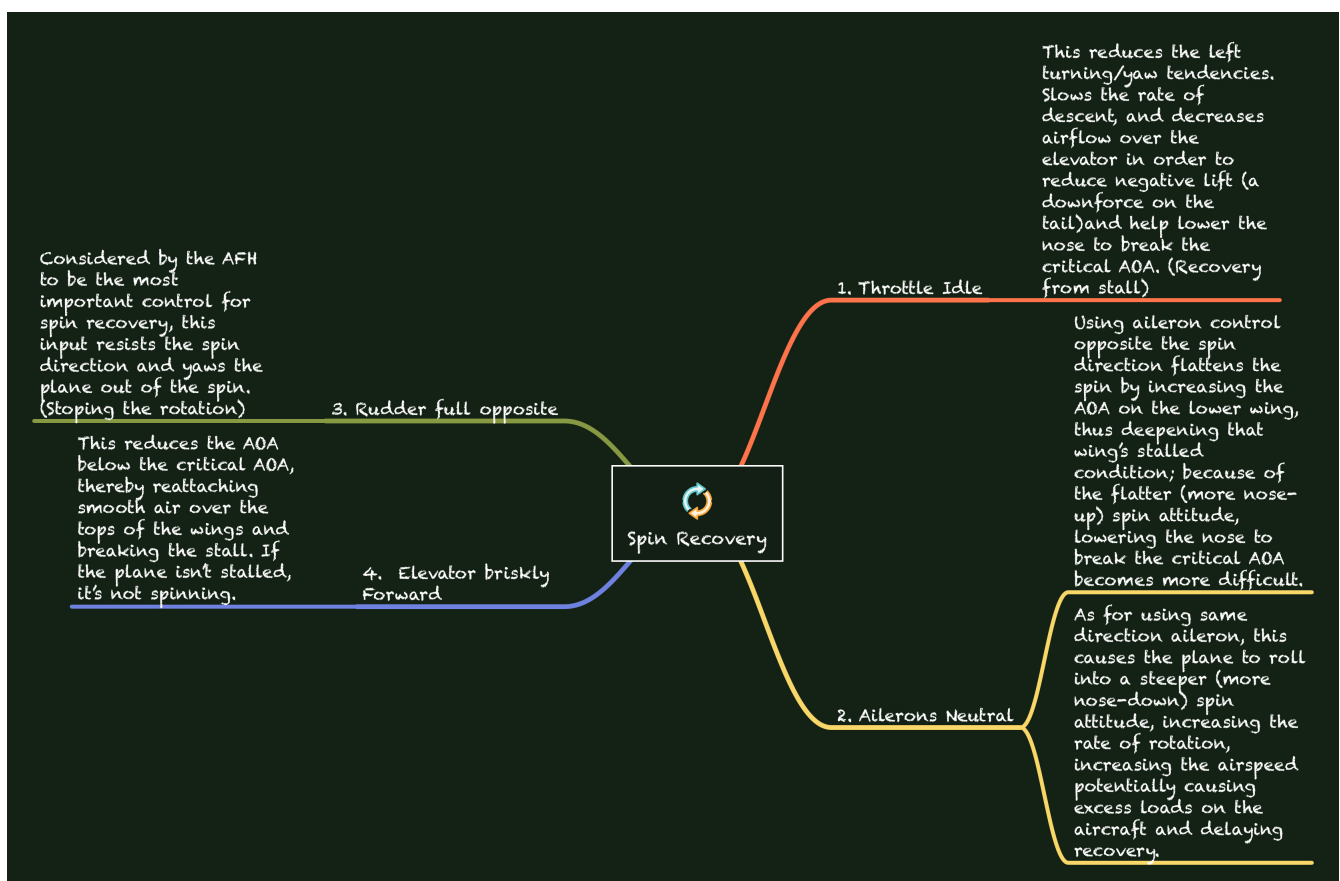 Spin Recovery
1. Throttle Idle
This reduces the left
turning/yaw tendencies.
Slows the rate of
descent, and decreases
airflow over the
elevator in order to
reduce negative lift (a
downforce on the
tail)and help lower the
nose to break the
critical AOA. (Recovery
from stall)
2. Ailerons Neutral
Using aileron control
opposite the spin
direction flattens the
spin by increasing the
AOA on the lower wing,
thus deepening that
wing's stalled
condition; because of
the flatter (more nose-
up) spin attitude,
lowering the nose to
break the critical AOA
becomes more difficult.
As for using same
direction aileron, this
causes the plane to roll
into a steeper (more
nose-down) spin
attitude, increasing the
rate of rotation,
increasing the airspeed
potentially causing
excess loads on the
aircraft and delaying
recovery.
3. Rudder full opposite
Considered by the AFH
to be the most
important control for
spin recovery, this
input resists the spin
direction and yaws the
plane out of the spin.
(Stoping the rotation)
4. Elevator briskly
Forward
This reduces the AOA
below the critical AOA,
thereby reattaching
smooth air over the
tops of the wings and
breaking the stall. If
the plane isn't stalled,
it's not spinning.